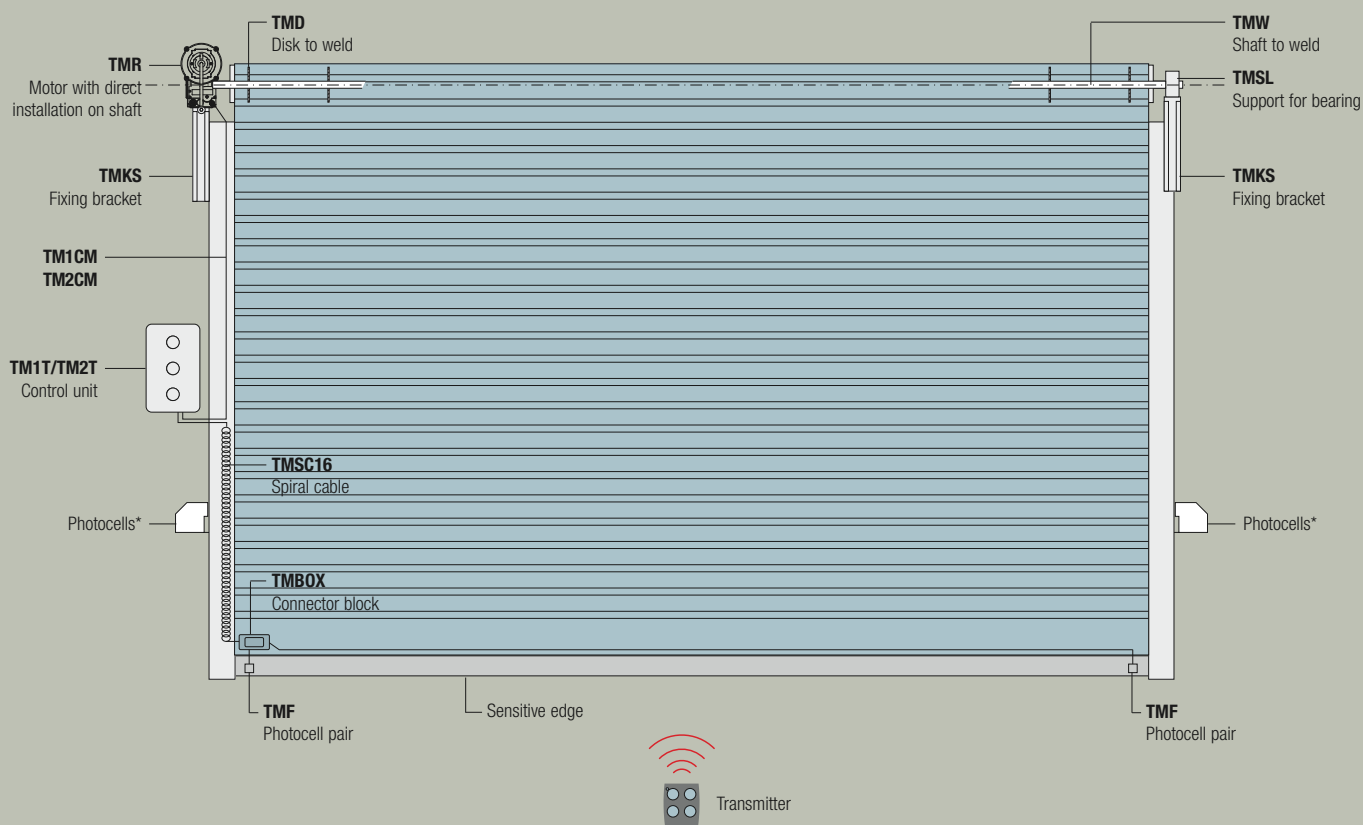 TMD
Disk to weld
TMW
Shaft to weld
TMR
Motor with direct
installation on shaft
TMSL
Support for bearing
TMKS
Fixing bracket
TMKS
Fixing bracket
TM1CM
TM2CM
TM1T/TM2T
Control unit
TMSC16
Spiral cable
Photocells*
Photocells*
TMBOX
Connector block
TMF
Photocell pair
Sensitive edge
TMF
Photocell pair
Transmitter